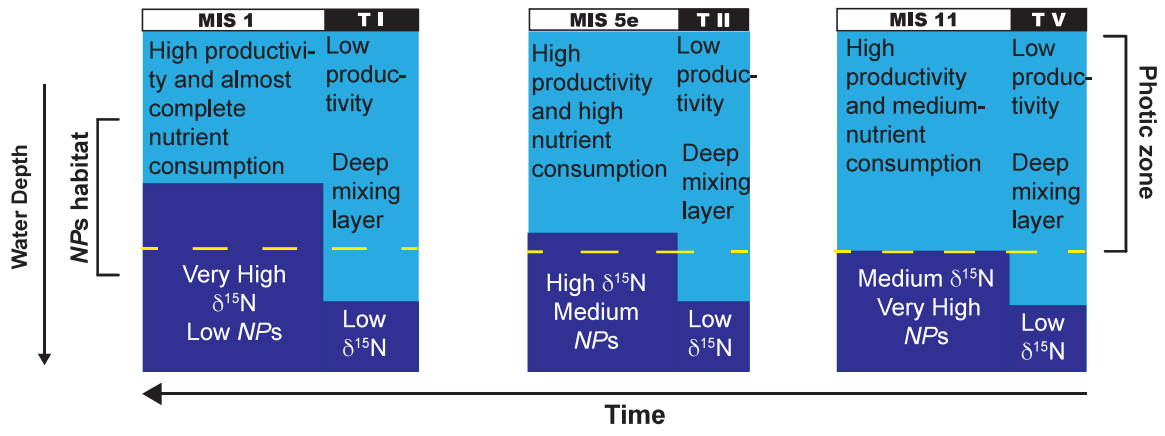 MIS 1
T I
MIS 5e
T II
MIS 11
T V
High productivi-
ty and almost
complete
nutrient
consumption
Low
produc-
tivity
Deep
mixing
layer
High
productivity
and high
nutrient
consumption
Low
produc-
tivity
Deep
mixing
layer
High
productivity
and medium-
nutrient
consumption
Low
produc-
tivity
Deep
mixing
layer
Water Depth
NPs habitat
Photic zone
Very High
δ¹⁵N
Low NPs
Low
δ¹⁵N
High δ¹⁵N
Medium
NPs
Low
δ¹⁵N
Medium δ¹⁵N
Very High
NPs
Low
δ¹⁵N
Time